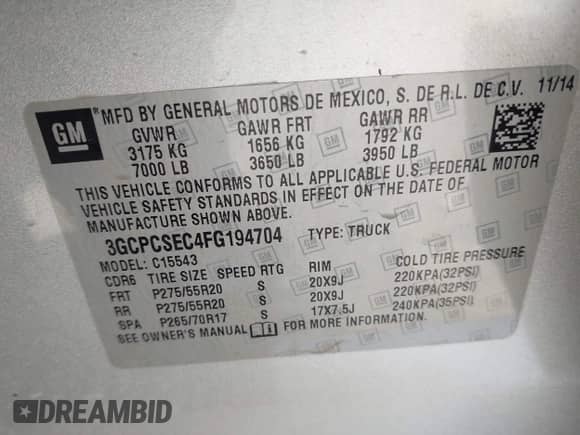 GM ® MFD BY GENERAL MOTORS DE MEXICO, S. DE R.L. DE C.V. 11/14
GVWR GAWR FRT GAWR RR
3175 KG 1656 KG 1792 KG
7000 LB 3650 LB 3950 LB
THIS VEHICLE CONFORMS TO ALL APPLICABLE U.S. FEDERAL MOTOR
VEHICLE SAFETY STANDARDS IN EFFECT ON THE DATE OF
MANUFACTURE SHOWN ABOVE.
3GCPCSEC4FG194704 TYPE: TRUCK
MODEL: C15543
CDR6 TIRE SIZE SPEED RTG RIM COLD TIRE PRESSURE
FRT P275/55R20 S 20X9J 220KPA(32PSI)
RR P275/55R20 S 20X9J 220KPA(32PSI)
SPA P265/70R17 S 17X7.5J 240KPA(35PSI)
SEE OWNER'S MANUAL FOR MORE INFORMATION.
DREAMBID